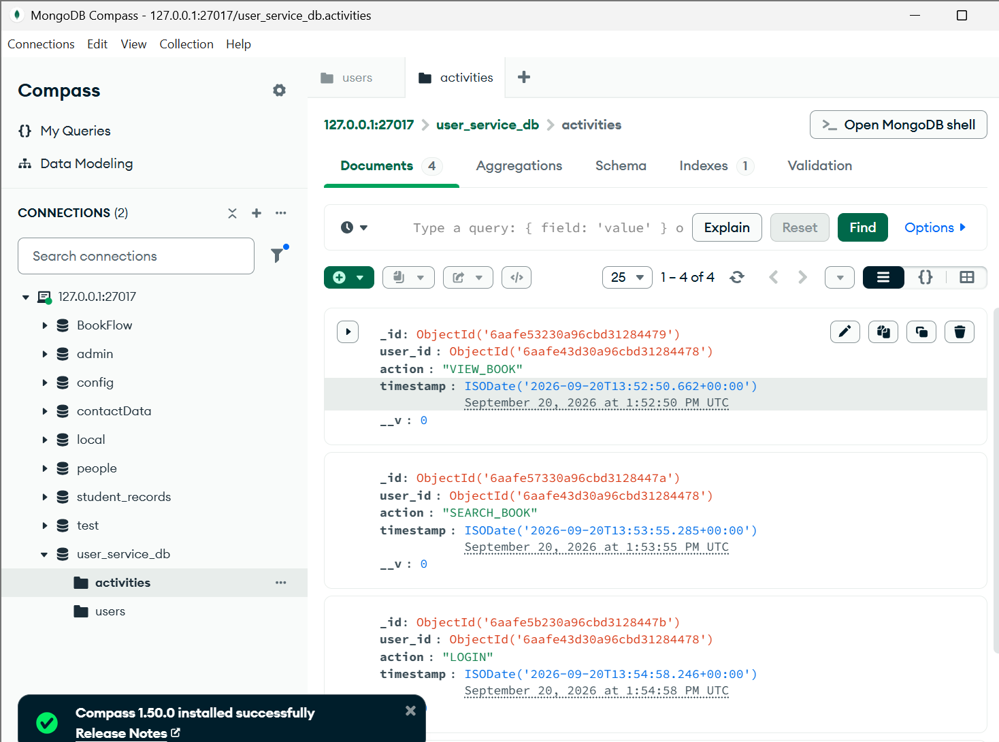 MongoDB Compass - 127.0.0.1:27017/user_service_db.activities
Connections Edit View Collection Help
Compass
My Queries
Data Modeling
CONNECTIONS (2)
Search connections
127.0.0.1:27017
BookFlow
admin
config
contactData
local
people
student_records
test
user_service_db
activities
users
users
activities
127.0.0.1:27017 > user_service_db > activities
>_ Open MongoDB shell
Documents 4 Aggregations Schema Indexes 1 Validation
Type a query: { field: 'value' } o
Explain Reset Find Options
25 1 – 4 of 4
_id: ObjectId('6aafe53230a96cbd31284479')
user_id : ObjectId('6aafe43d30a96cbd31284478')
action : "VIEW_BOOK"
timestamp : ISODate('2026-09-20T13:52:50.662+00:00')
September 20, 2026 at 1:52:50 PM UTC
__v : 0
_id: ObjectId('6aafe57330a96cbd3128447a')
user_id : ObjectId('6aafe43d30a96cbd31284478')
action : "SEARCH_BOOK"
timestamp : ISODate('2026-09-20T13:53:55.285+00:00')
September 20, 2026 at 1:53:55 PM UTC
__v : 0
_id: ObjectId('6aafe5b230a96cbd3128447b')
user_id : ObjectId('6aafe43d30a96cbd31284478')
action : "LOGIN"
timestamp : ISODate('2026-09-20T13:54:58.246+00:00')
September 20, 2026 at 1:54:58 PM UTC
Compass 1.50.0 installed successfully
Release Notes